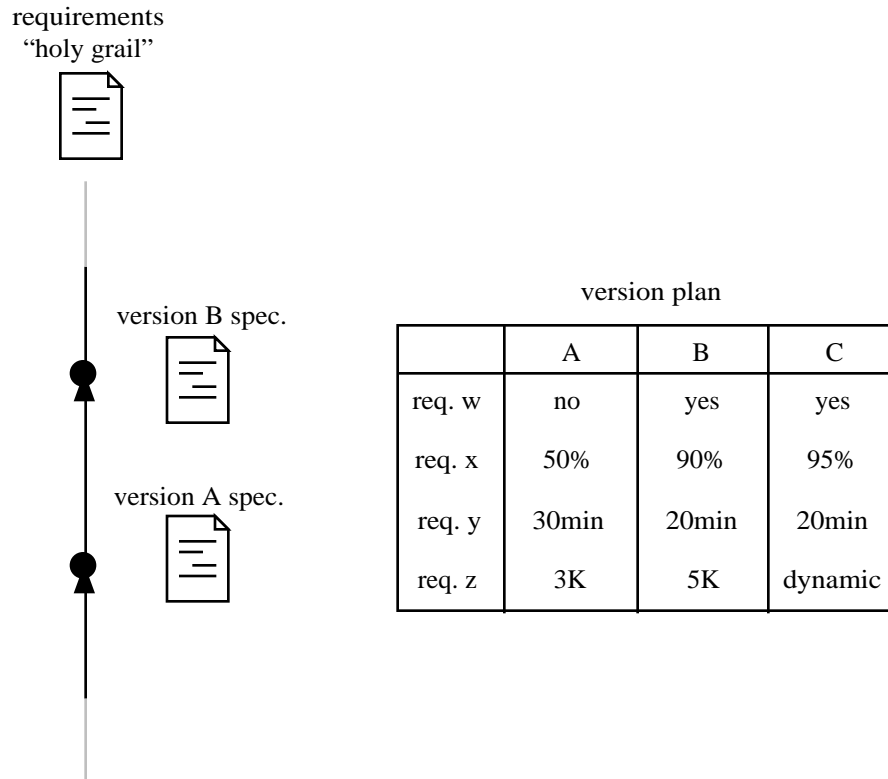 requirements
“holy grail”
version B spec.
version A spec.
version plan
A B C
req. w no yes yes
req. x 50% 90% 95%
req. y 30min 20min 20min
req. z 3K 5K dynamic